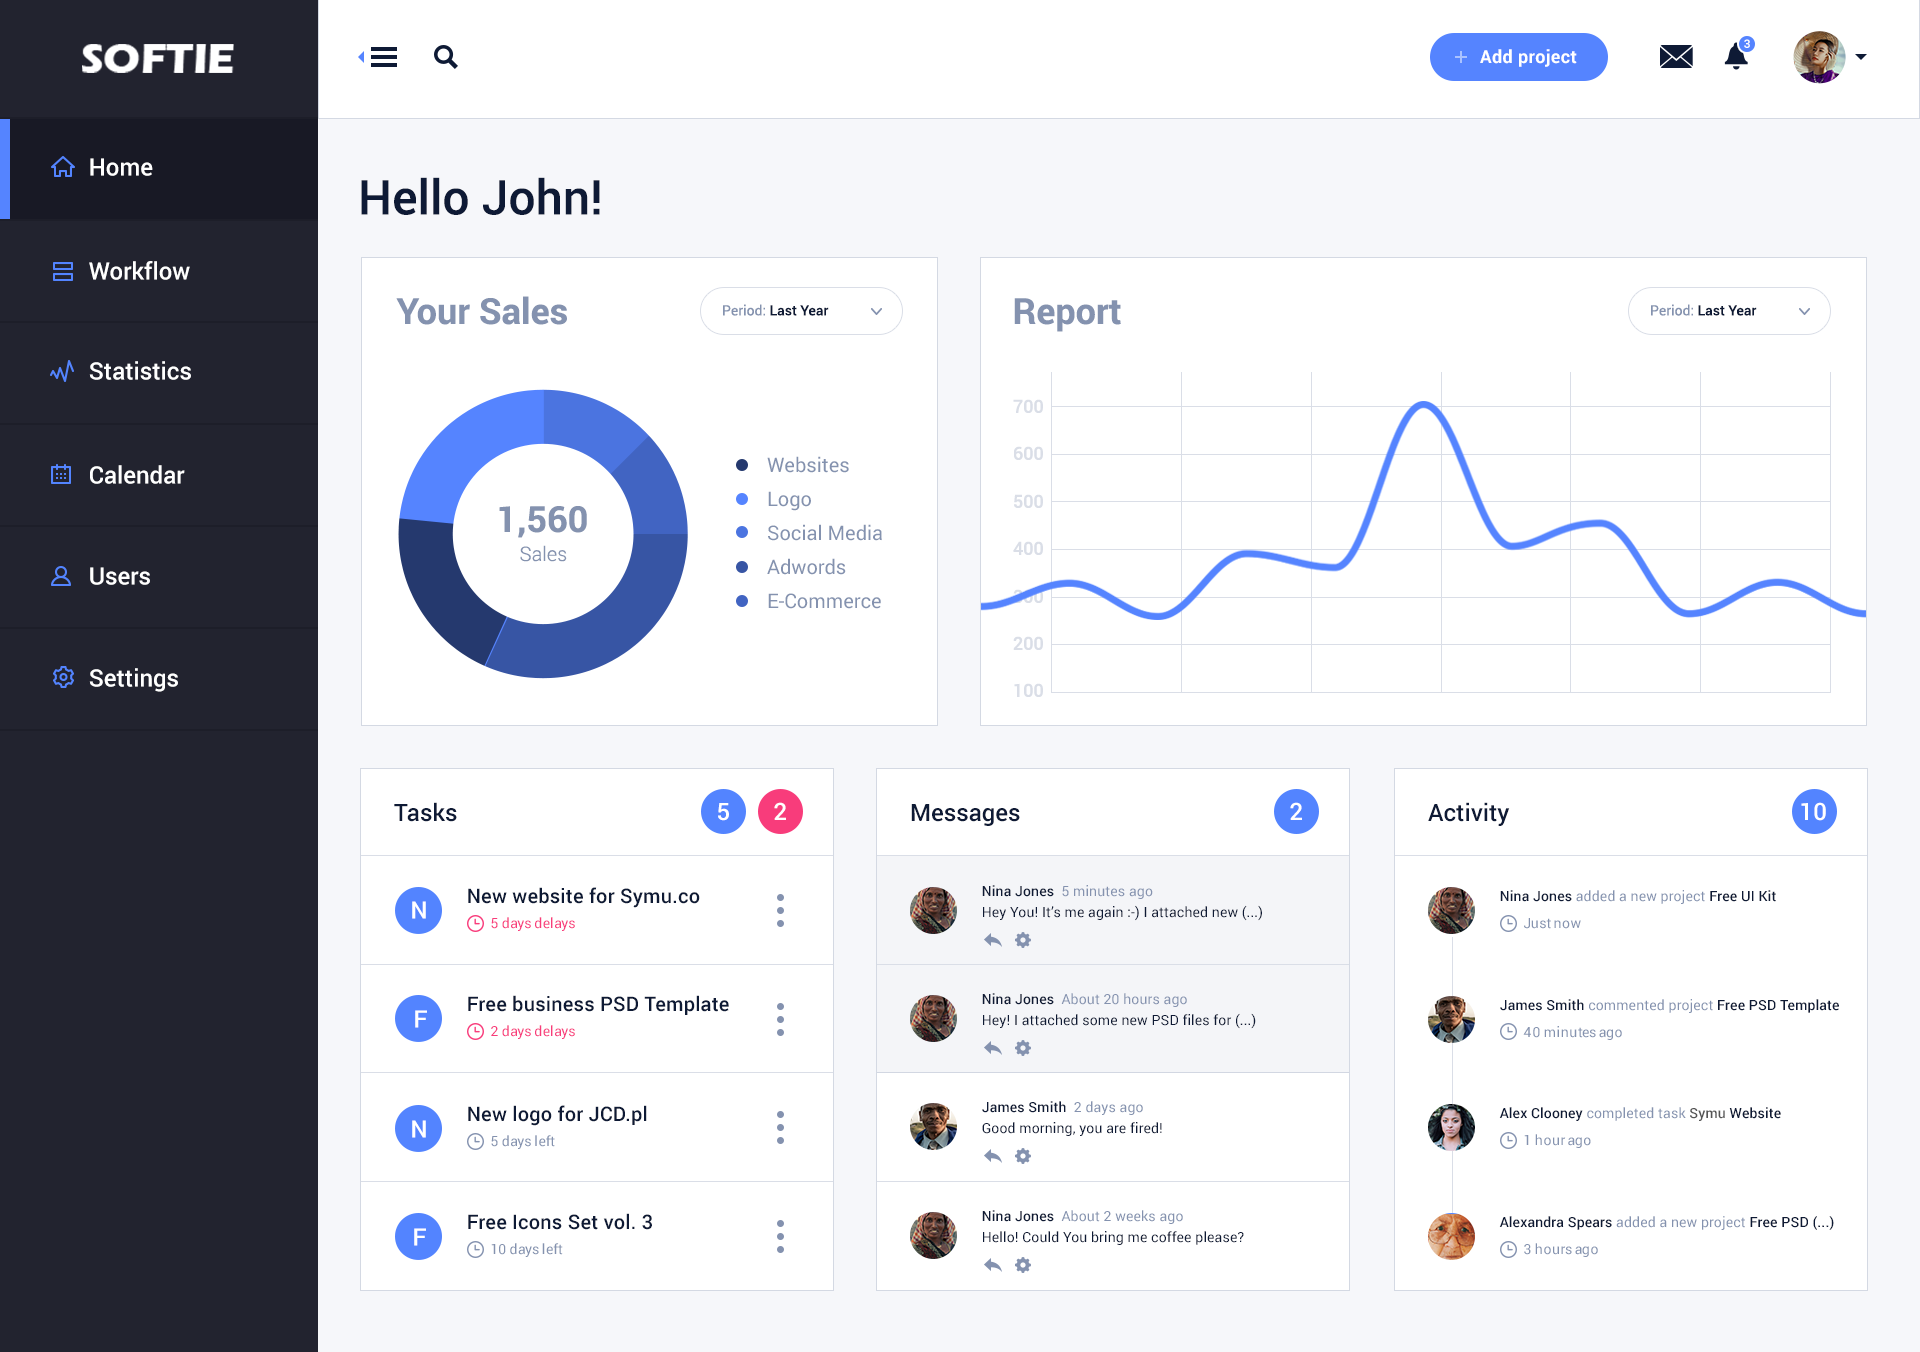 SOFTIE
Add project
3
Home
Workflow
Statistics
Calendar
Users
Settings
Hello John!
Your Sales
Period: Last Year
1,560
Sales
Websites
Logo
Social Media
Adwords
E-Commerce
Report
Period: Last Year
700
600
500
400
300
200
100
Tasks
5
2
N
New website for Symu.co
5 days delays
F
Free business PSD Template
2 days delays
N
New logo for JCD.pl
5 days left
F
Free Icons Set vol. 3
10 days left
Messages
2
Nina Jones 5 minutes ago
Hey You! It’s me again :-) I attached new (...)
Nina Jones About 20 hours ago
Hey! I attached some new PSD files for (...)
James Smith 2 days ago
Good morning, you are fired!
Nina Jones About 2 weeks ago
Hello! Could You bring me coffee please?
Activity
10
Nina Jones added a new project Free UI Kit
Just now
James Smith commented project Free PSD Template
40 minutes ago
Alex Clooney completed task Symu Website
1 hour ago
Alexandra Spears added a new project Free PSD (...)
3 hours ago